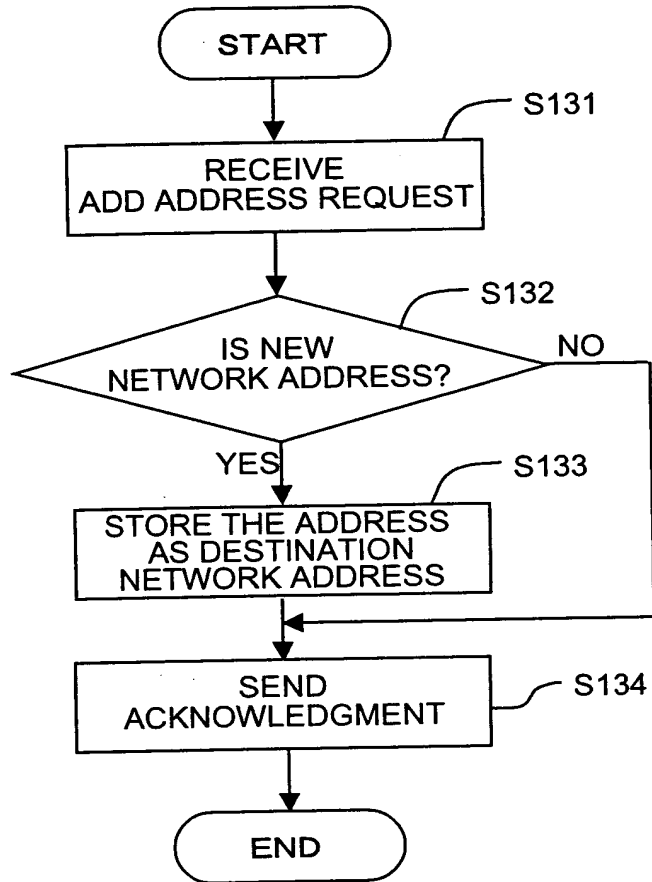 START
S131
RECEIVE
ADD ADDRESS REQUEST
S132
IS NEW
NETWORK ADDRESS?
NO
YES
S133
STORE THE ADDRESS
AS DESTINATION
NETWORK ADDRESS
SEND
ACKNOWLEDGMENT
S134
END